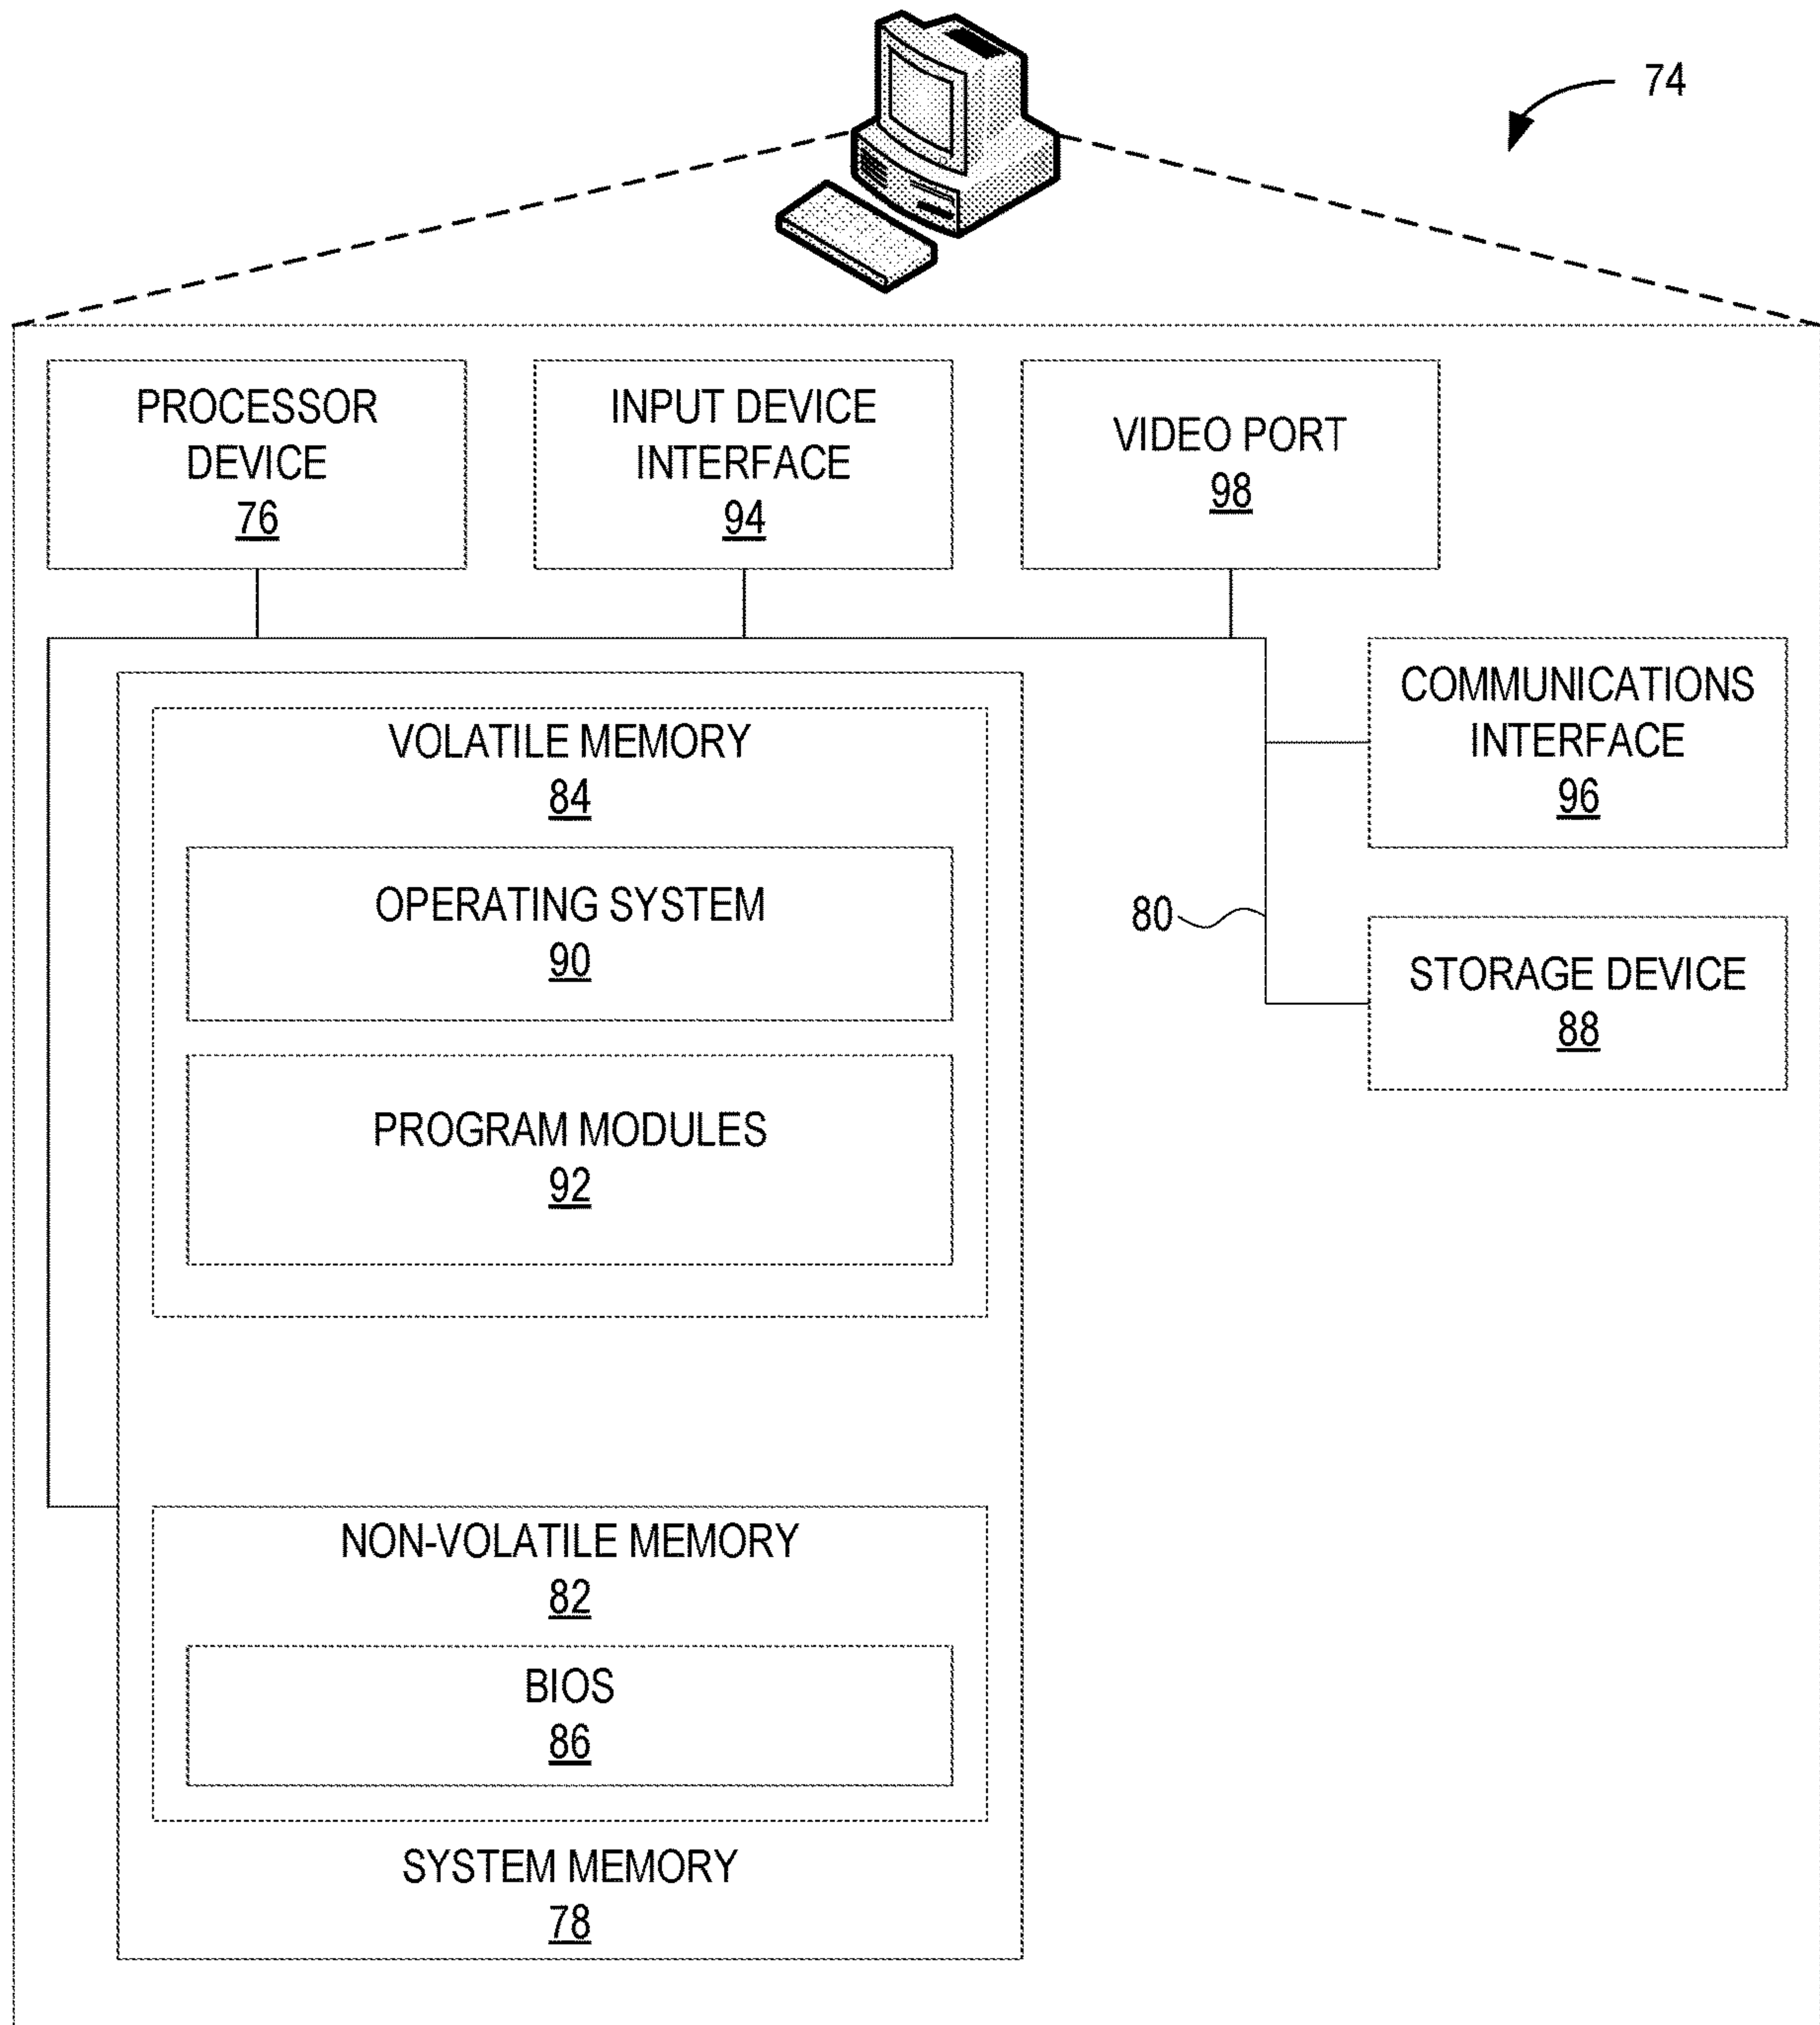 74
PROCESSOR
DEVICE
76
INPUT DEVICE
INTERFACE
94
VIDEO PORT
98
VOLATILE MEMORY
84
OPERATING SYSTEM
90
PROGRAM MODULES
92
COMMUNICATIONS
INTERFACE
96
80
STORAGE DEVICE
88
NON-VOLATILE MEMORY
82
BIOS
86
SYSTEM MEMORY
78